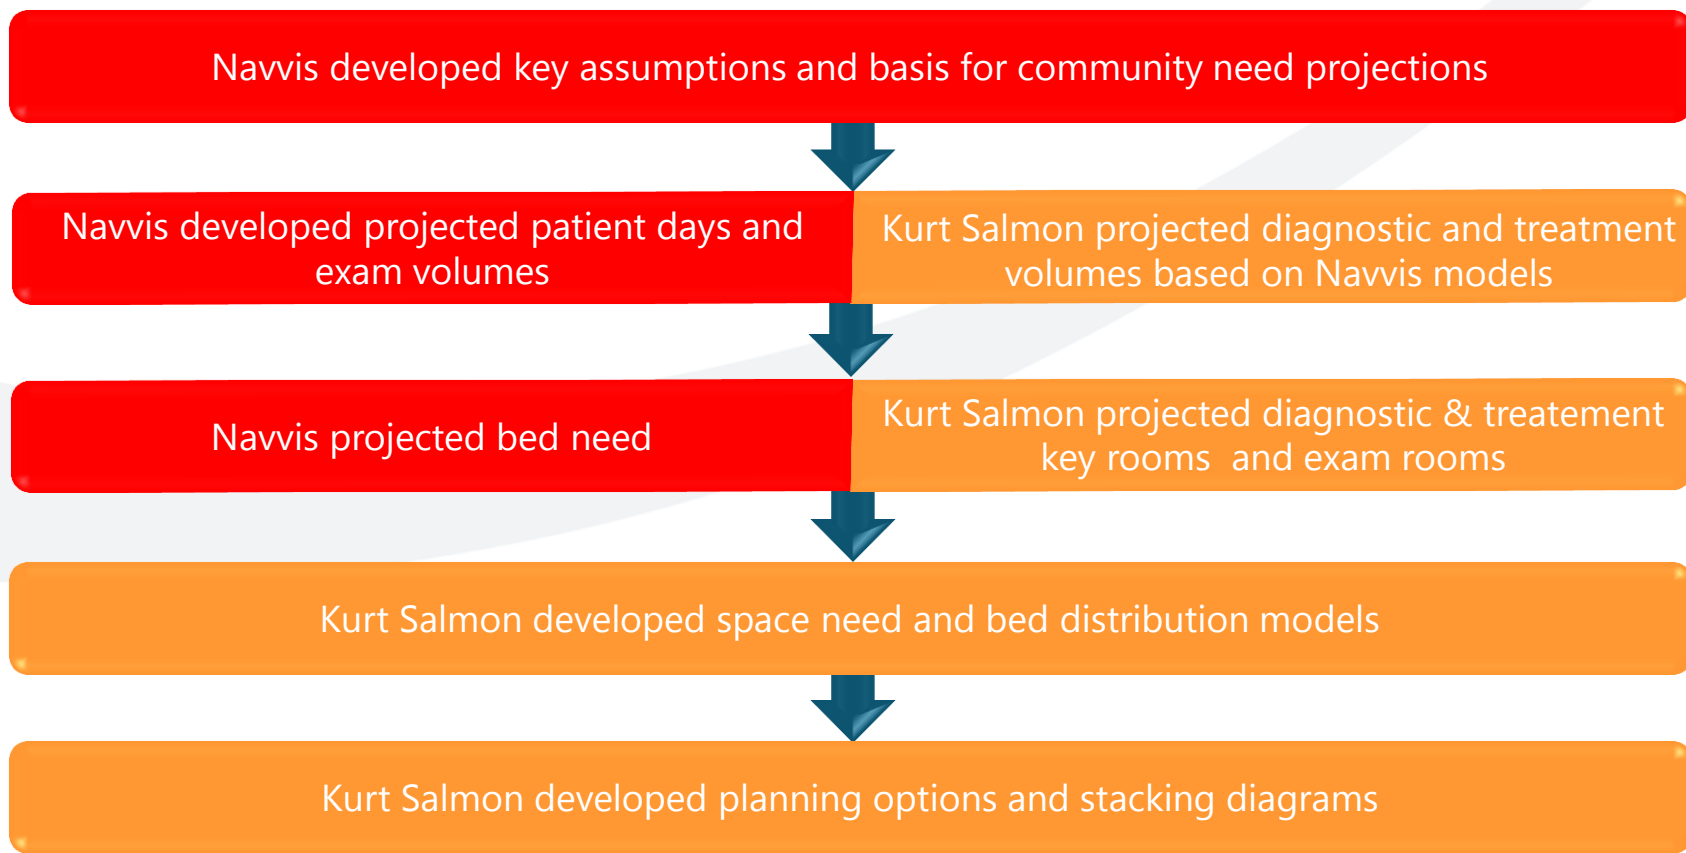 Navvis developed key assumptions and basis for community need projections
Navvis developed projected patient days and
exam volumes
Kurt Salmon projected diagnostic and treatment
volumes based on Navvis models
Navvis projected bed need
Kurt Salmon projected diagnostic & treatement
key rooms  and exam rooms
Kurt Salmon developed space need and bed distribution models
Kurt Salmon developed planning options and stacking diagrams